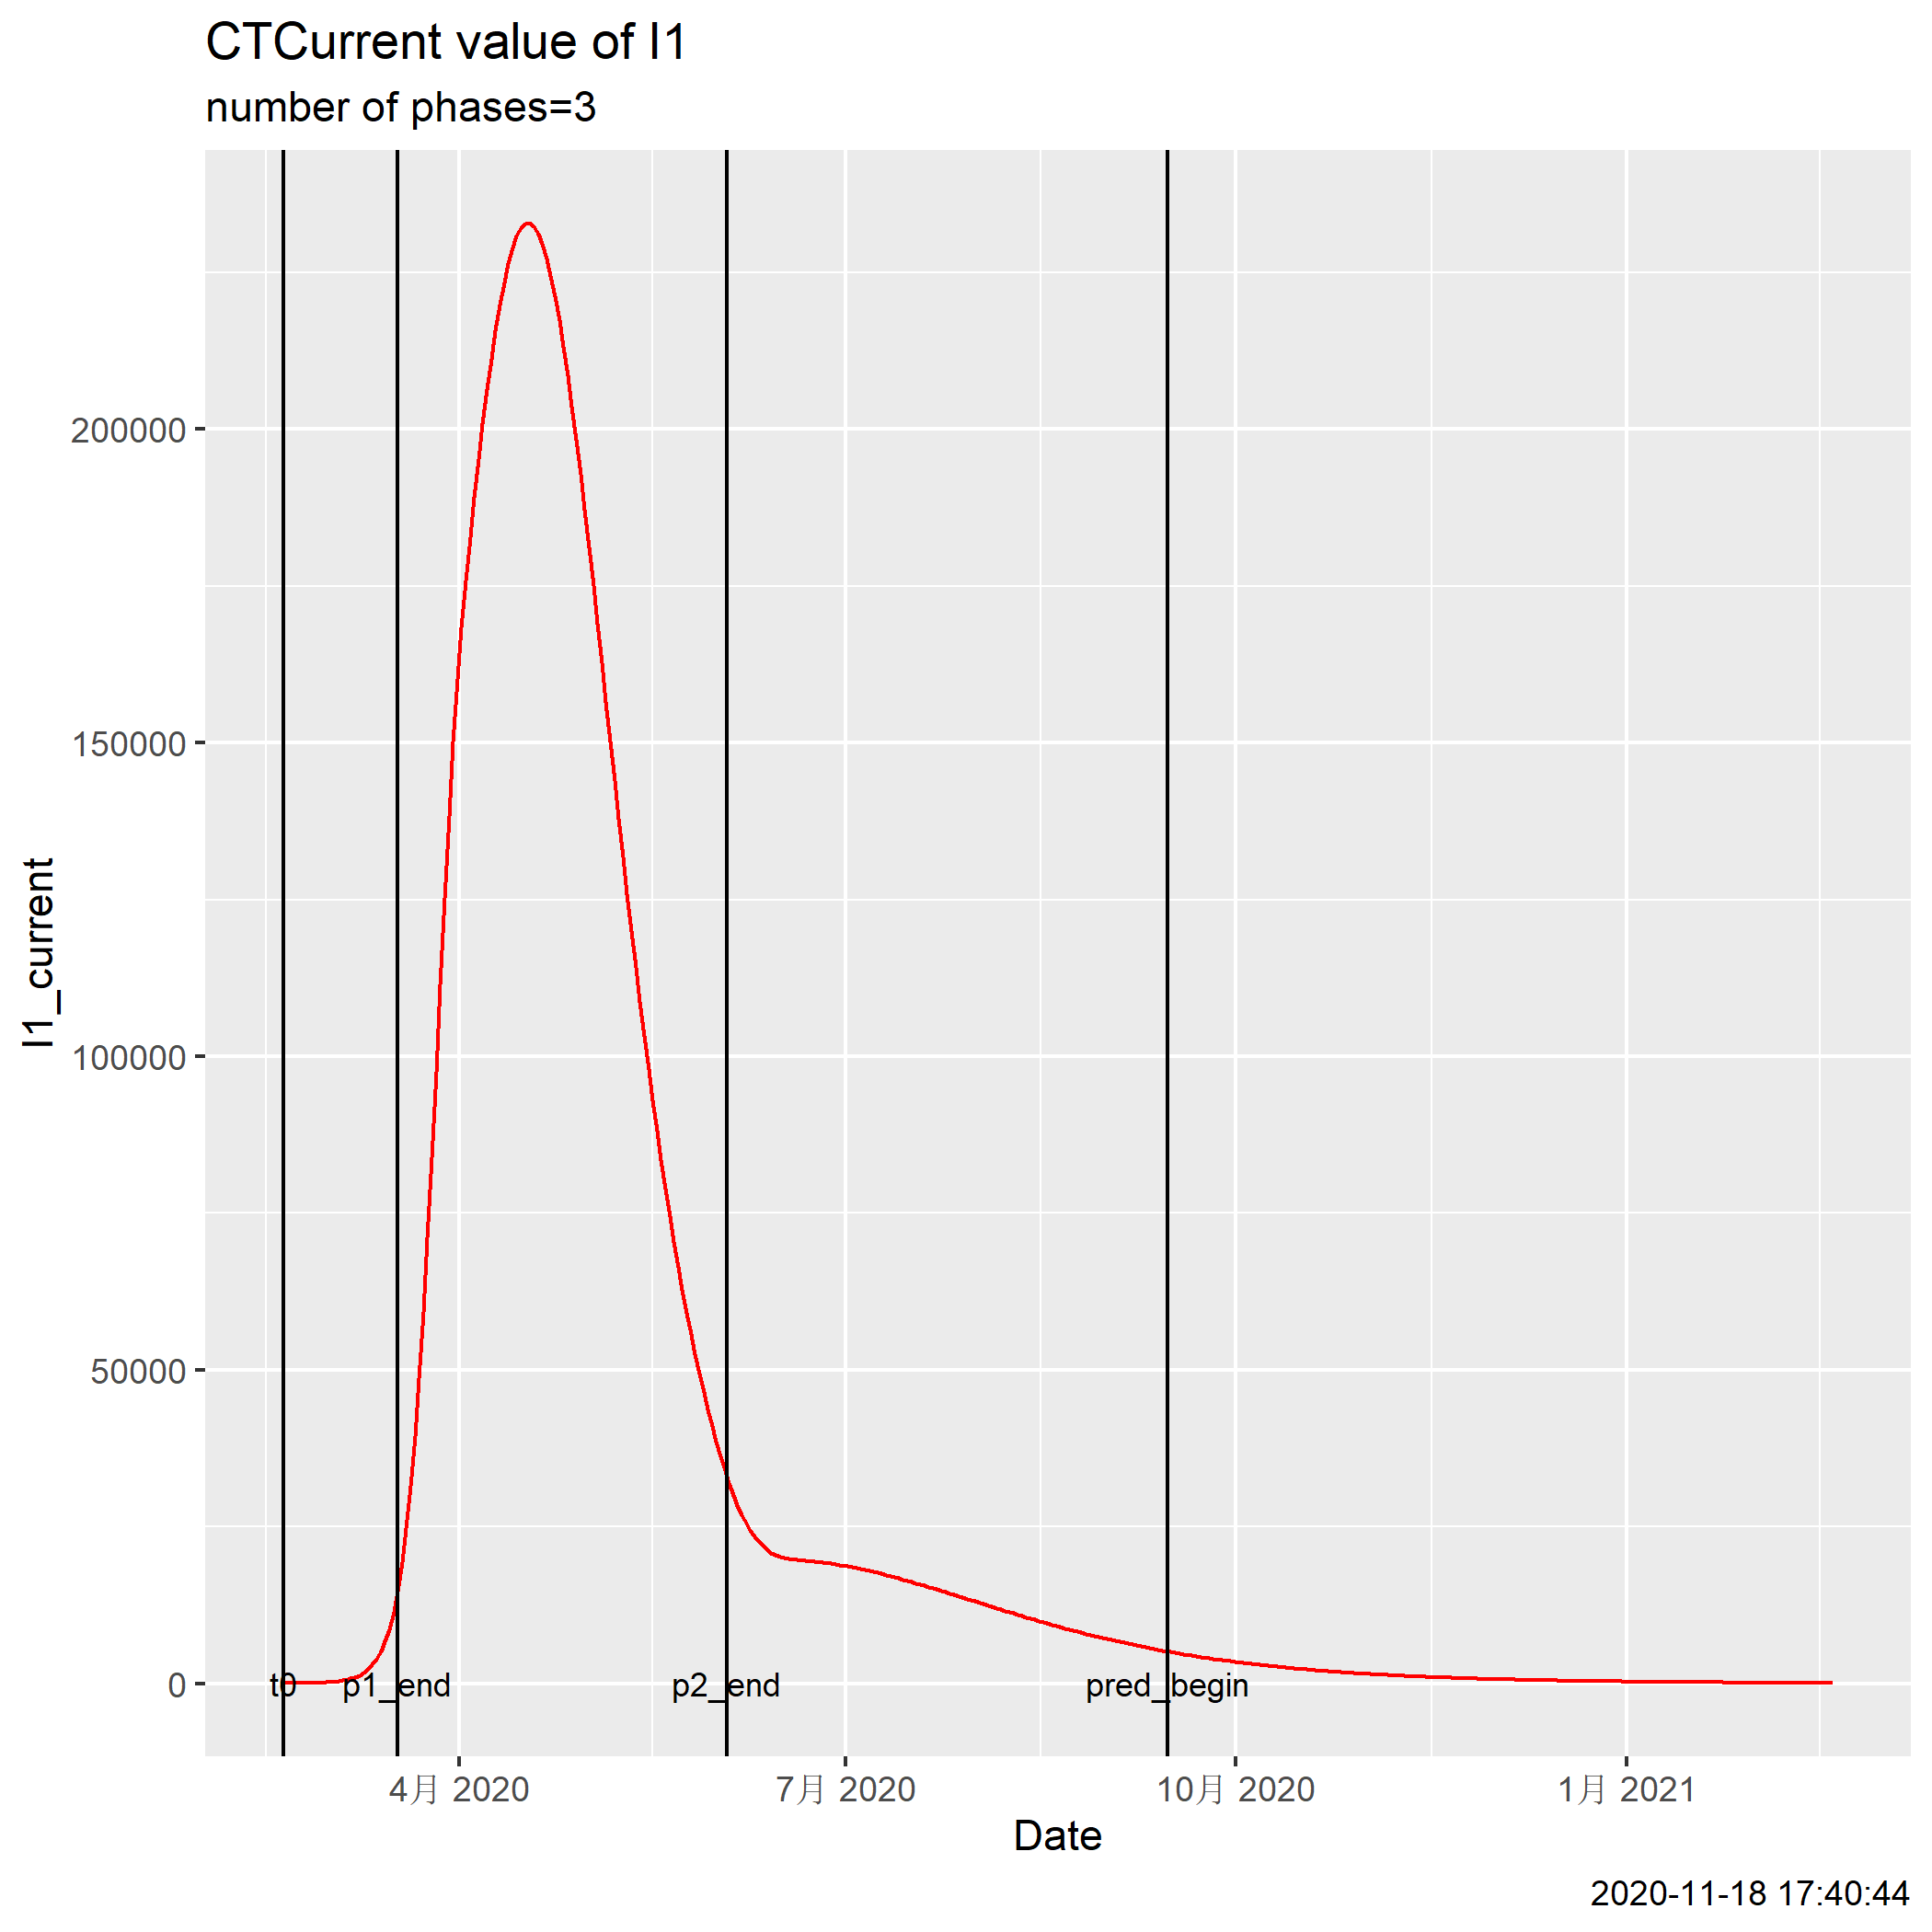 CTCurrent value of I1
number of phases=3
I1_current
200000
150000
100000
50000
0
t0
p1_end
p2_end
pred_begin
4月 2020
7月 2020
10月 2020
1月 2021
Date
2020-11-18 17:40:44